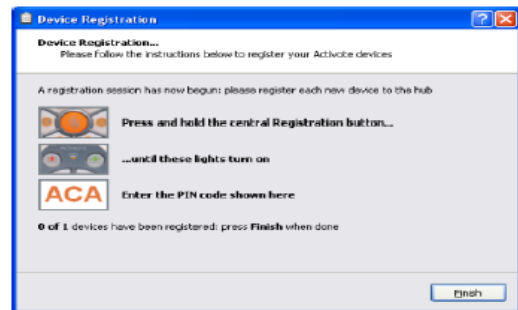 Device Registration
Device Registration...
Please follow the instructions below to register your Activote devices
A registration session has now begun: please register each new device to the hub
Press and hold the central Registration button...
...until these lights turn on
ACA
Enter the PIN code shown here
0 of 1 devices have been registered: press Finish when done
Finish